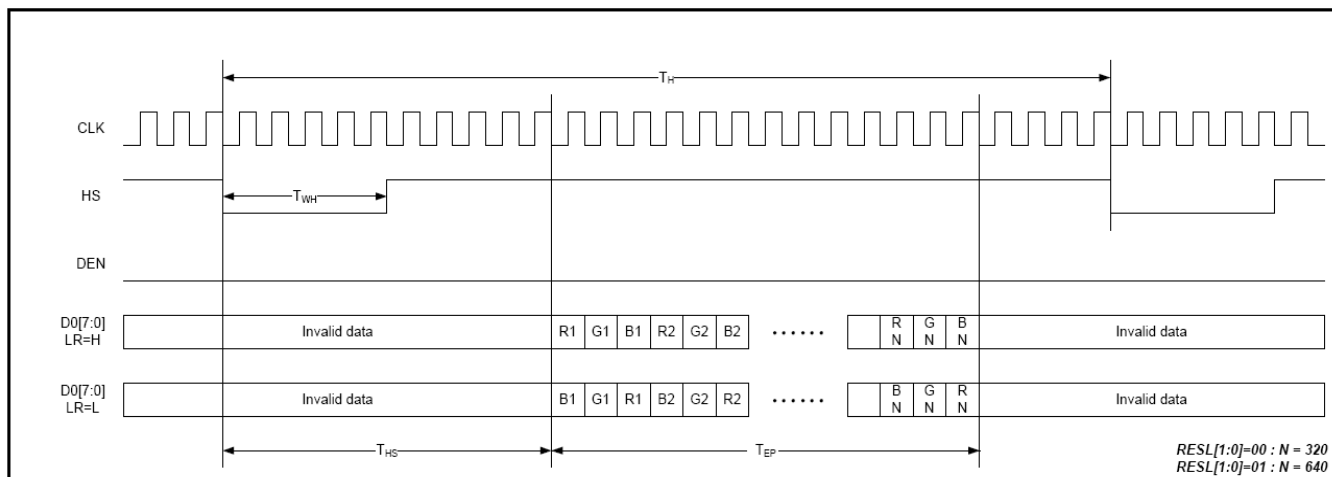 TH
CLK
HS
TWH
DEN
D0[7:0]
LR=H
Invalid data
R1 G1 B1 R2 G2 B2 ······ R N G N B N
Invalid data
D0[7:0]
LR=L
Invalid data
B1 G1 R1 B2 G2 R2 ······ B N G N R N
Invalid data
THS
TEP
RESL[1:0]=00 : N = 320
RESL[1:0]=01 : N = 640